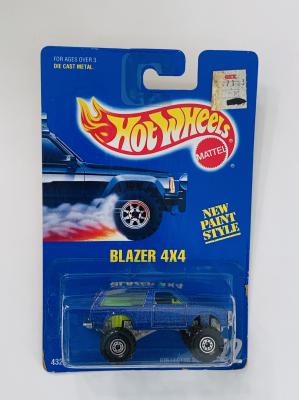 FOR AGES OVER 3
DIE CAST METAL.
HOT WHEELS
MATTEL
NEW
PAINT
STYLE
BLAZER 4X4